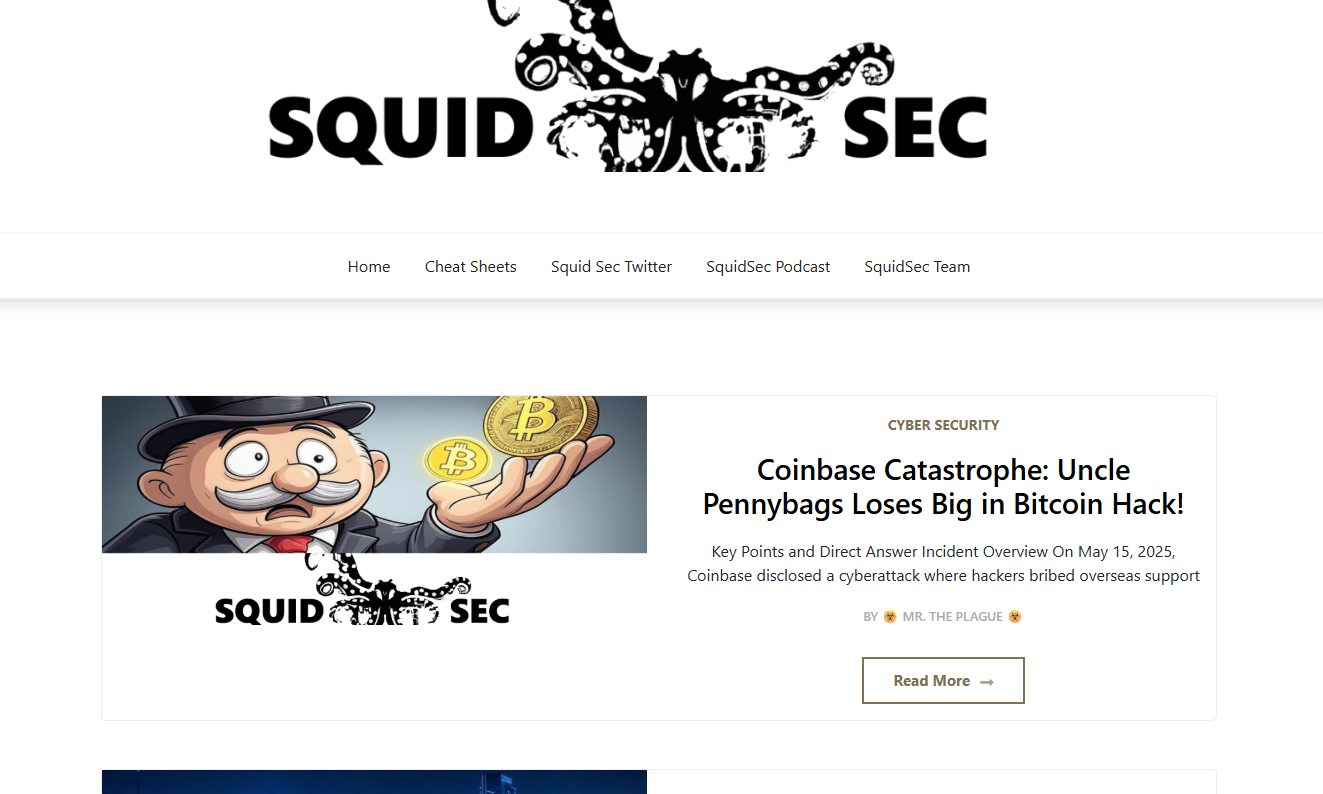 SQUID SEC
Home Cheat Sheets Squid Sec Twitter SquidSec Podcast SquidSec Team
CYBER SECURITY
Coinbase Catastrophe: Uncle
Pennybags Loses Big in Bitcoin Hack!
Key Points and Direct Answer Incident Overview On May 15, 2025,
Coinbase disclosed a cyberattack where hackers bribed overseas support
BY ☣ MR. THE PLAGUE ☣
Read More →
SQUID SEC